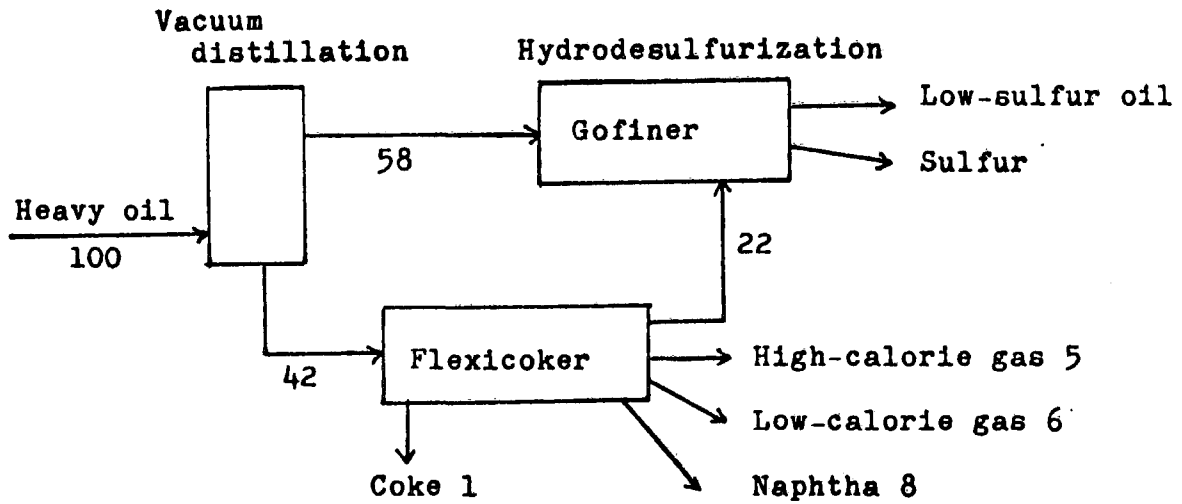 Vacuum
distillation
Hydrodesulfurization
Gofiner
Low-sulfur oil
Sulfur
58
Heavy oil
100
22
Flexicoker
42
High-calorie gas 5
Low-calorie gas 6
Coke 1
Naphtha 8